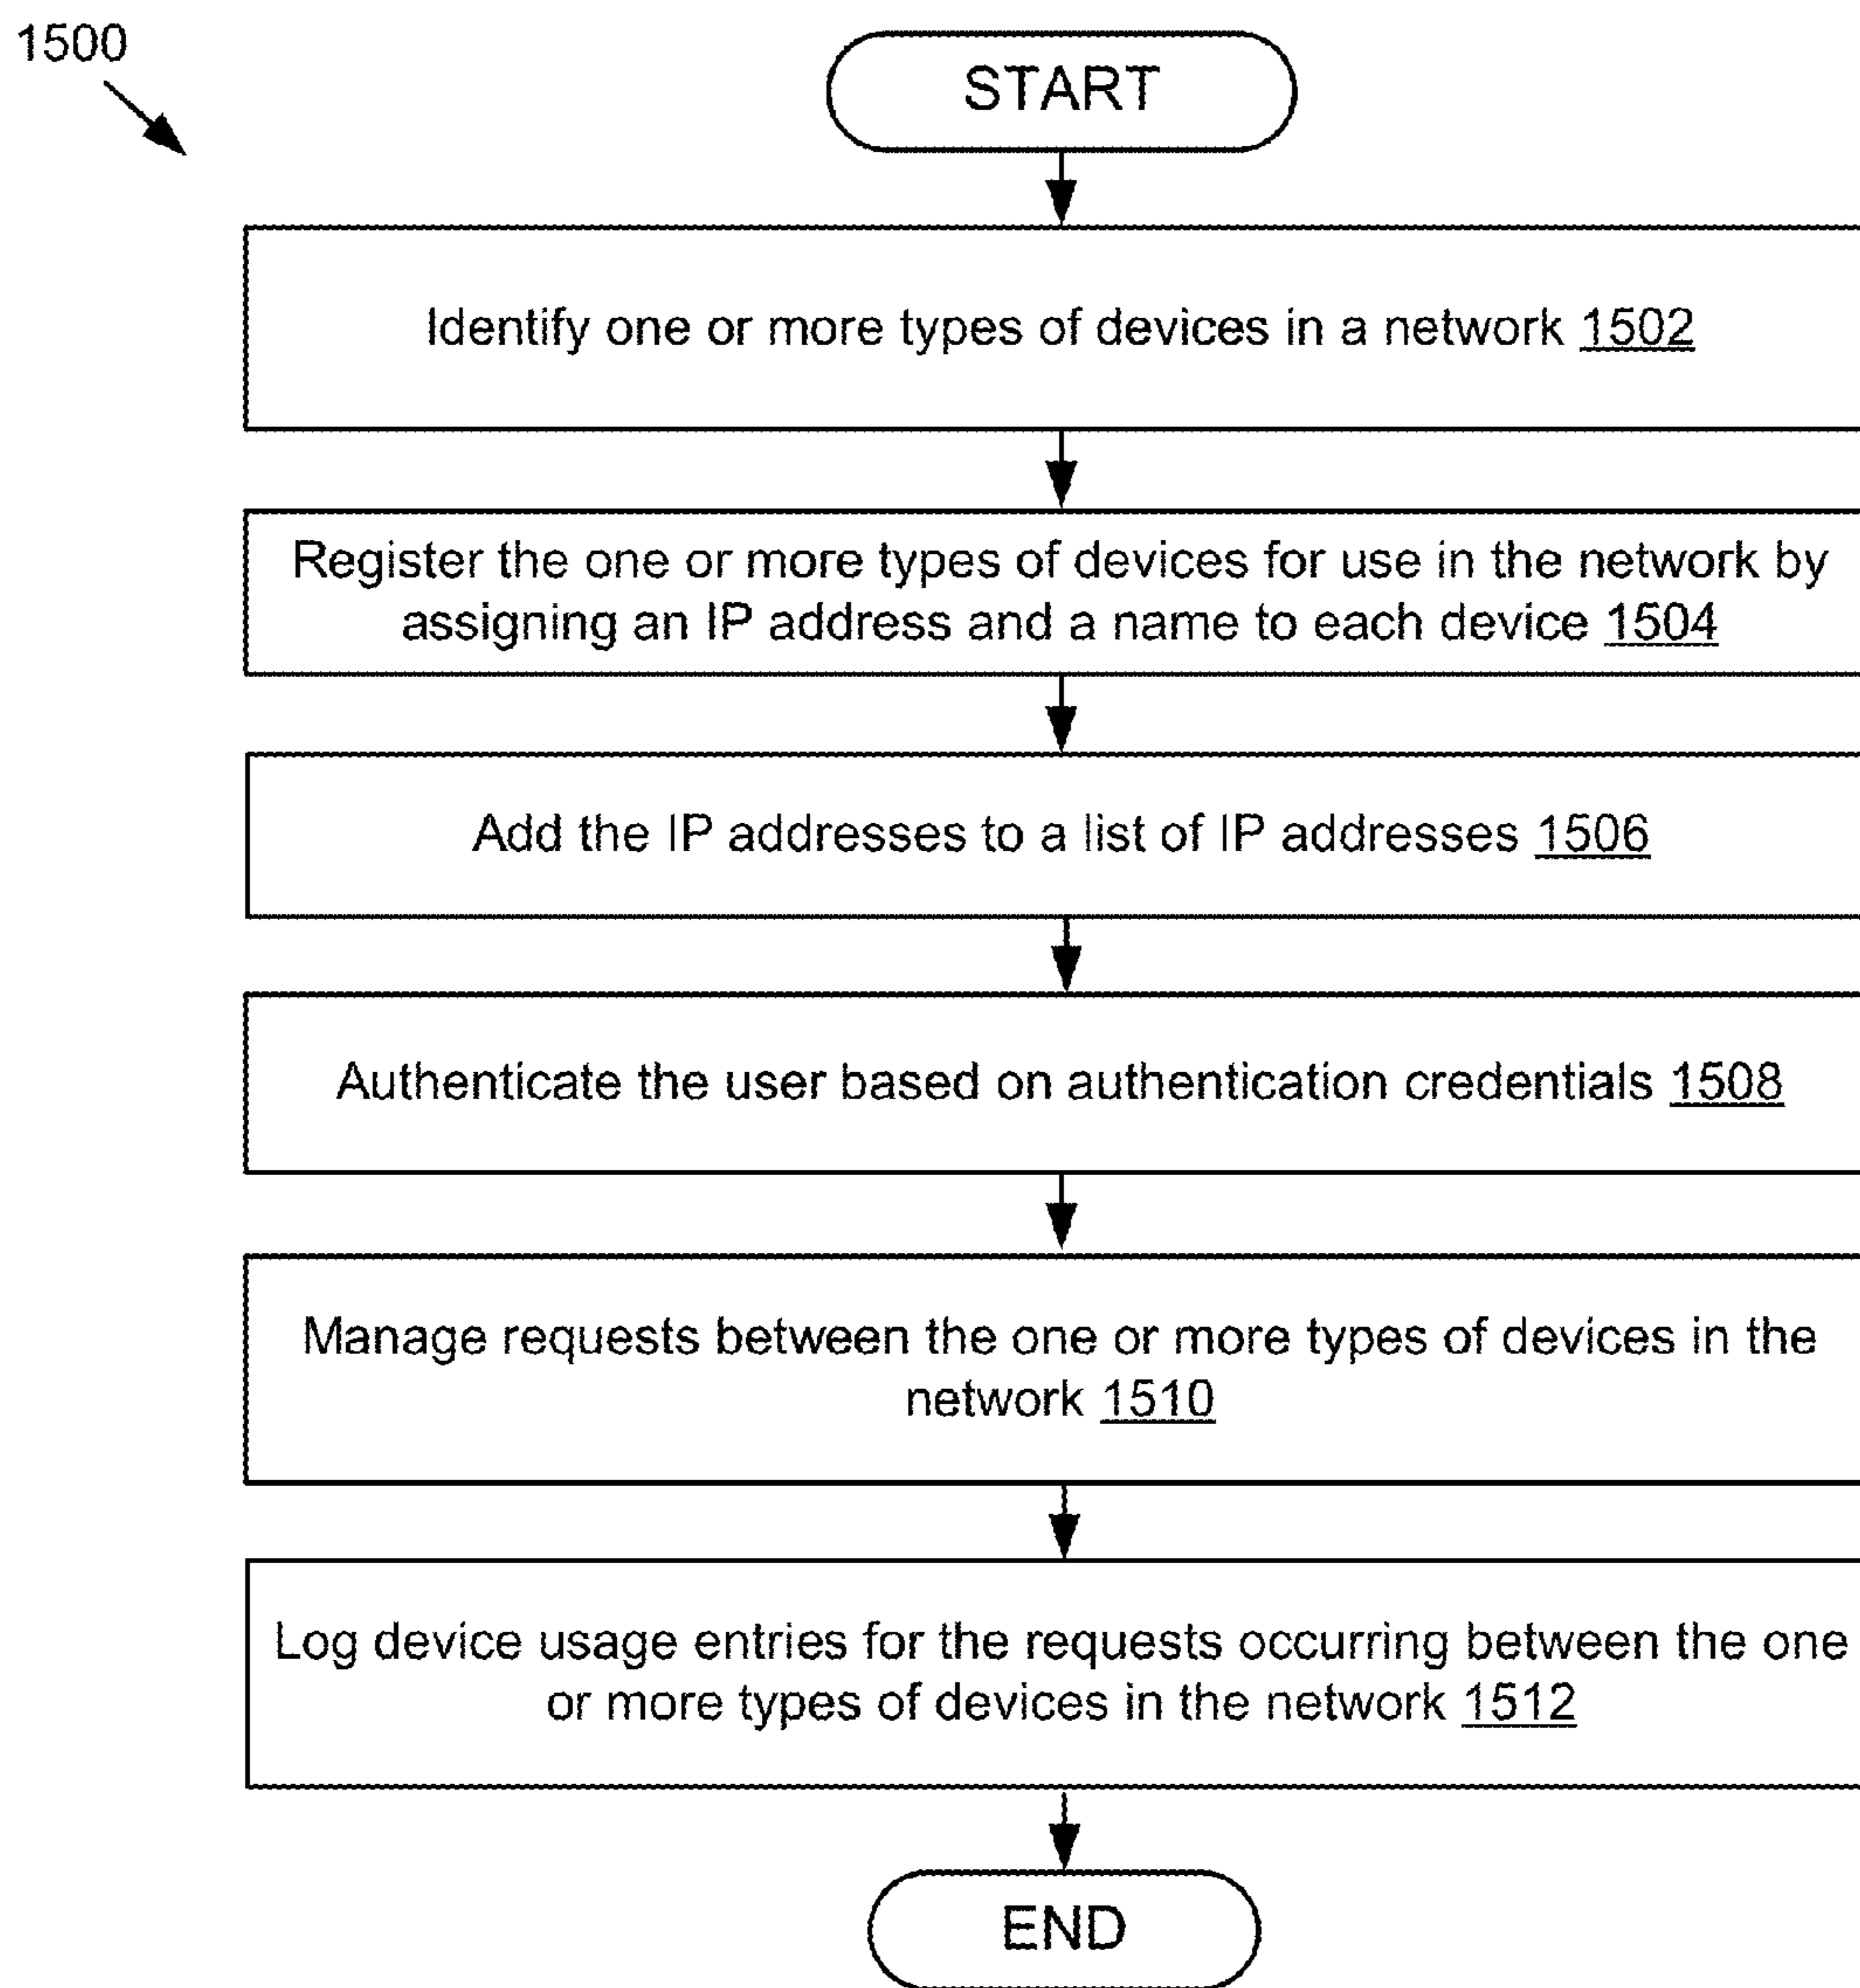 1500
START
Identify one or more types of devices in a network 1502
Register the one or more types of devices for use in the network by
assigning an IP address and a name to each device 1504
Add the IP addresses to a list of IP addresses 1506
Authenticate the user based on authentication credentials 1508
Manage requests between the one or more types of devices in the
network 1510
Log device usage entries for the requests occurring between the one
or more types of devices in the network 1512
END